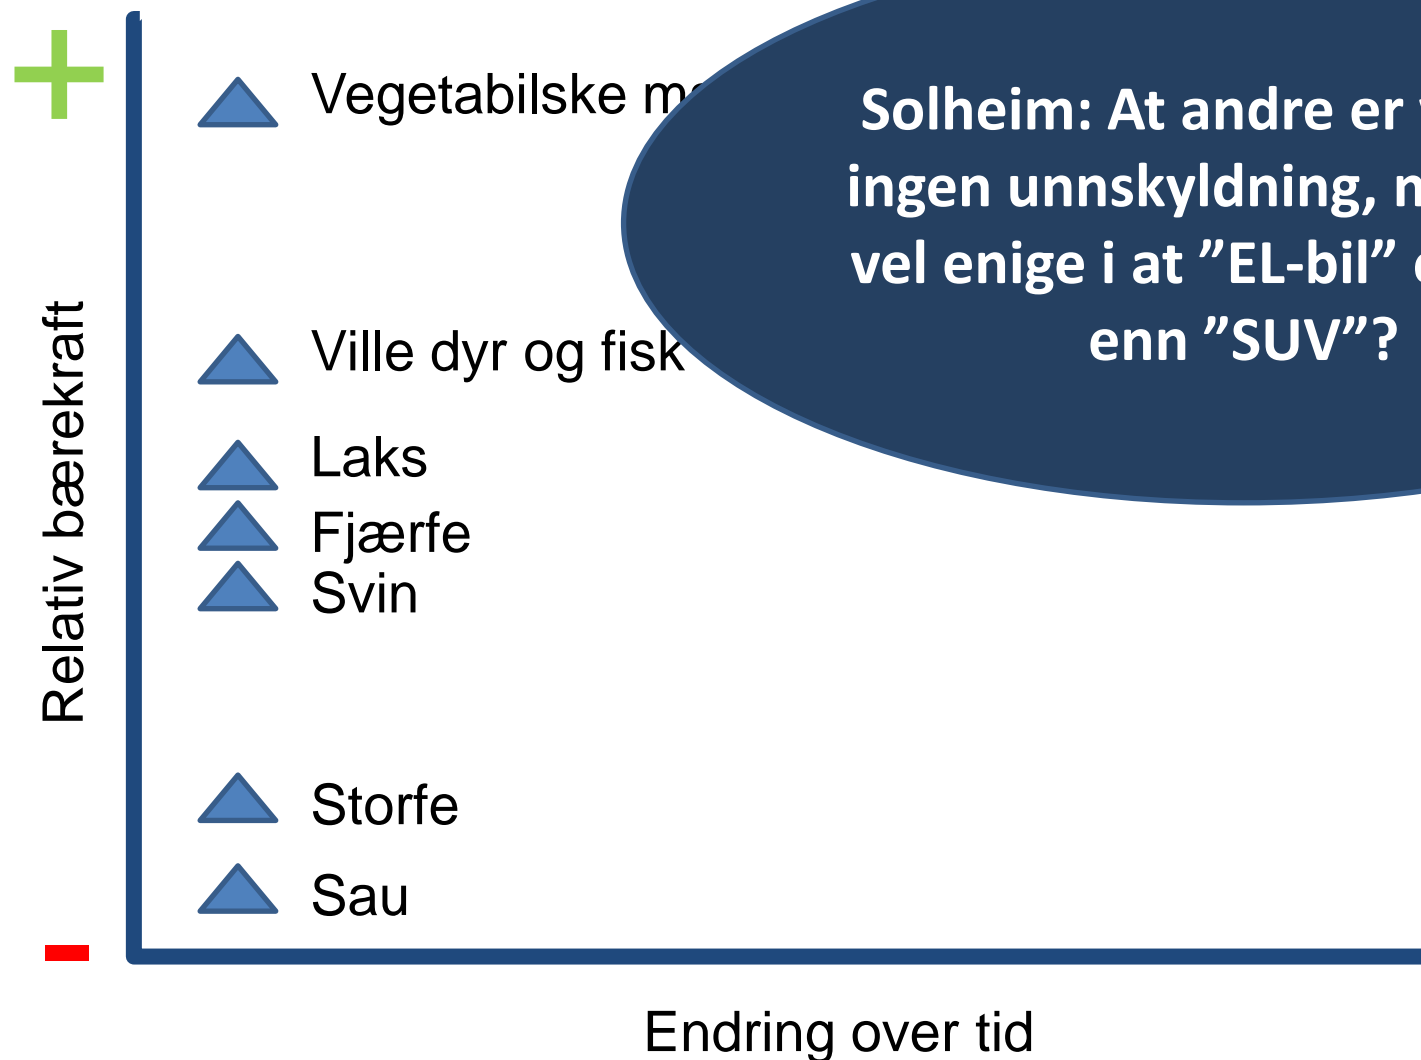 +
Vegetabilske
Solheim: At andre er
ingen unnskyldning,
vel enige i at ”EL-bil”
enn ”SUV”?
Ville dyr og fisk
Laks
Fjærfe
Svin
Storfe
Sau
-
Relativ bærekraft
Endring over tid